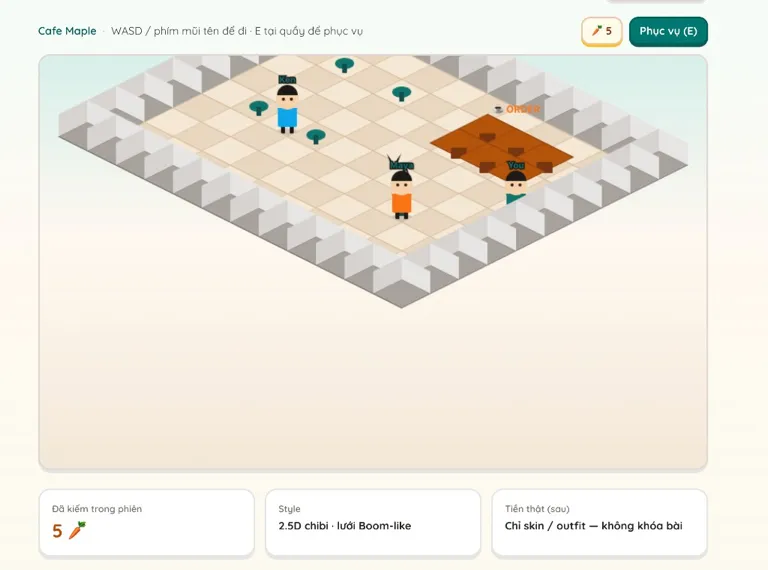 Cafe Maple · WASD / phím mũi tên để đi · E tại quầy để phục vụ
5
Phục vụ (E)
Ken
ORDER
Maya
You
Đã kiếm trong phiên
5
Style
2.5D chibi · lưới Boom-like
Tiền thật (sau)
Chỉ skin / outfit — không khóa bài